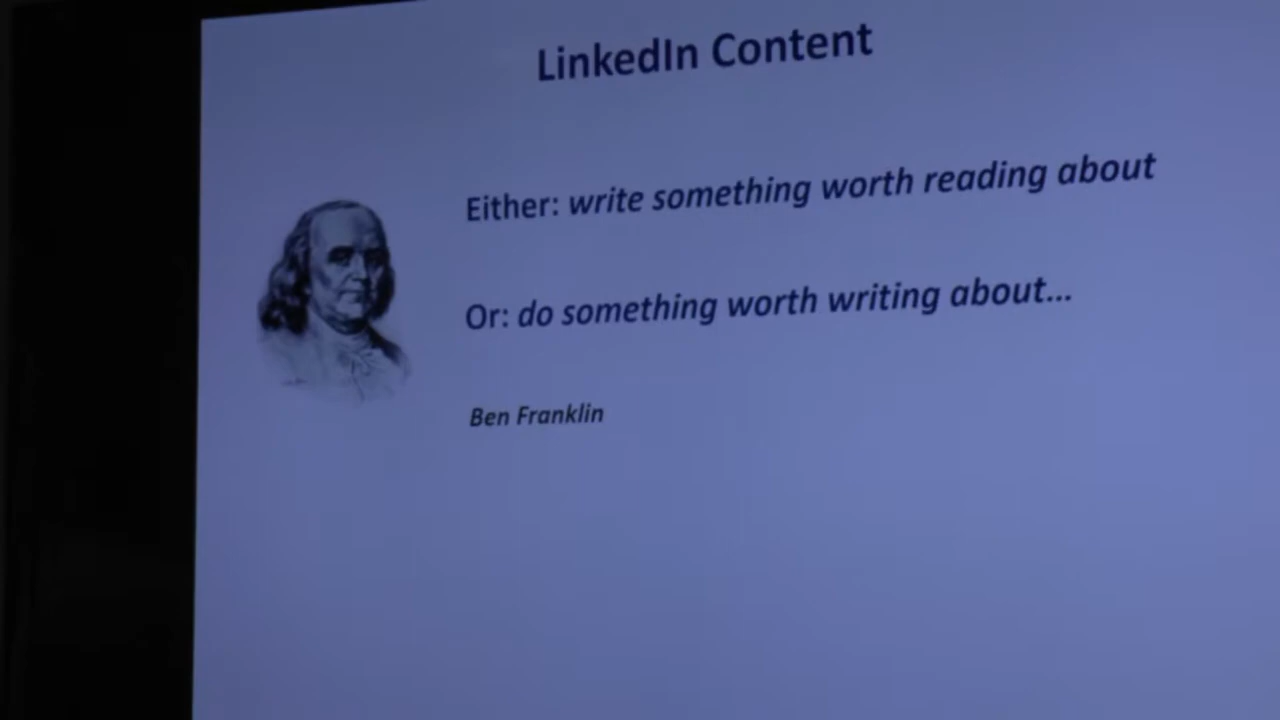 LinkedIn Content
Either: write something worth reading about
Or: do something worth writing about...
Ben Franklin